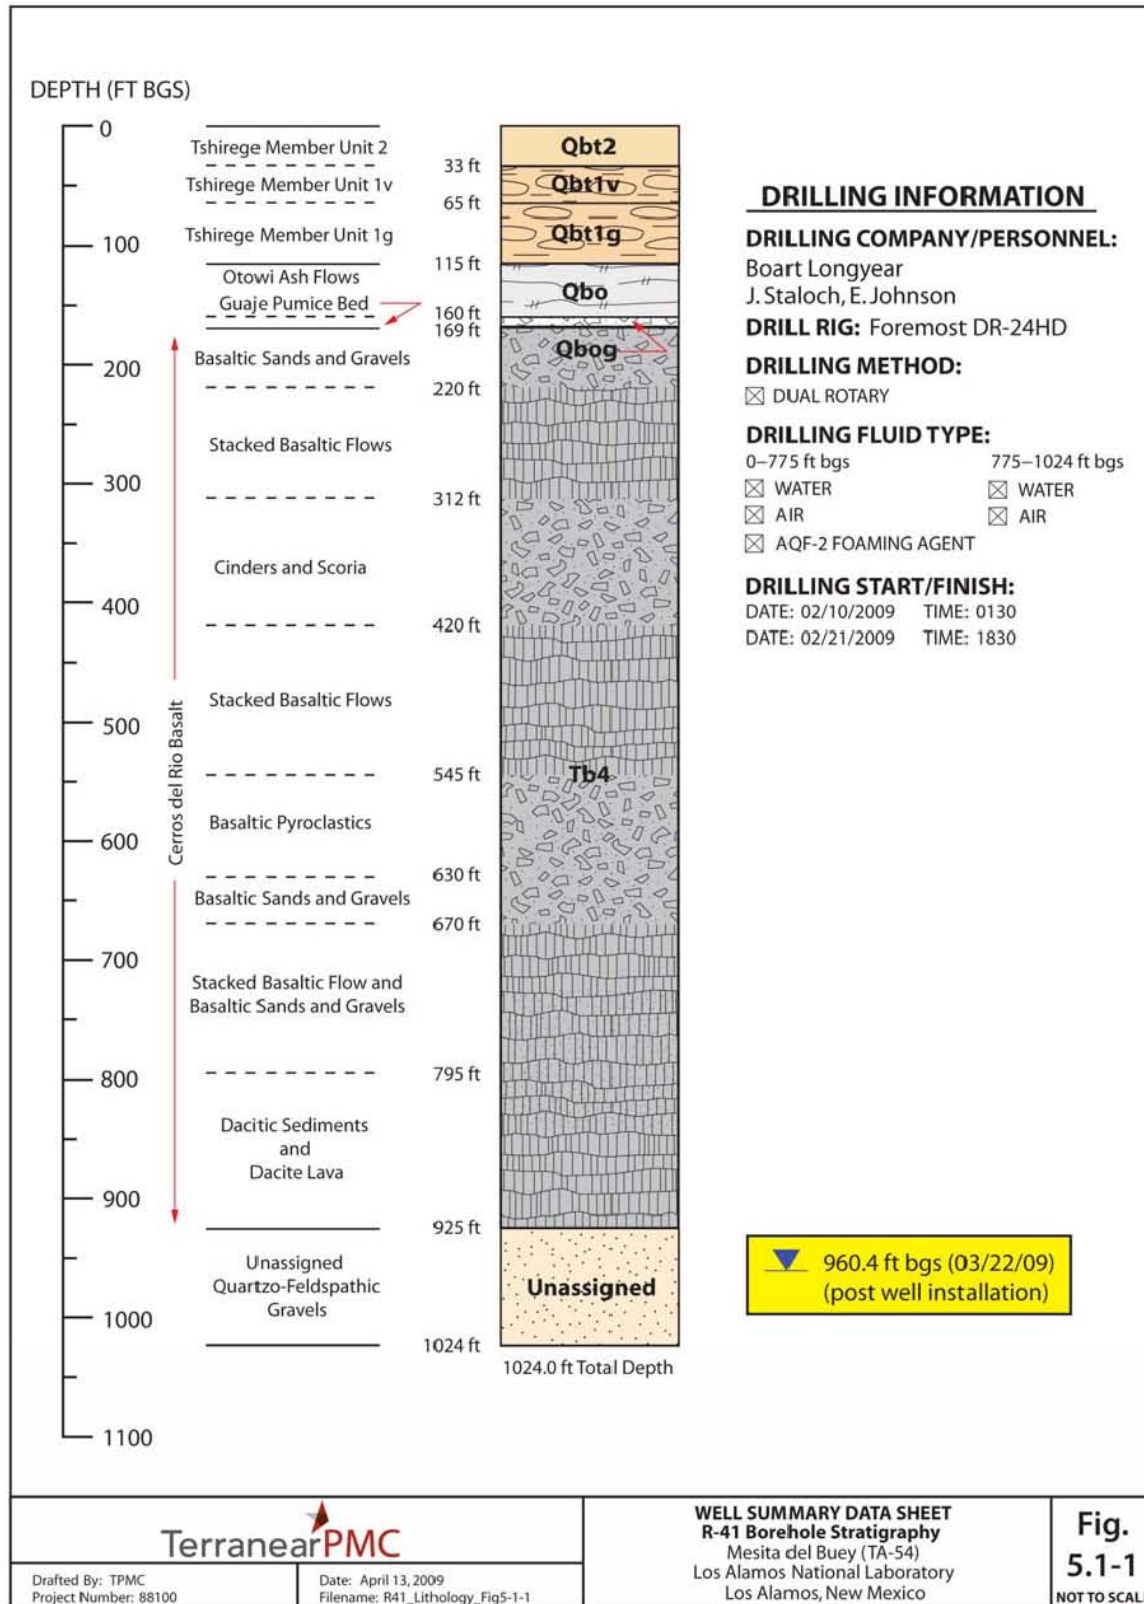 DEPTH (FT BGS)
0
100
200
300
400
500
600
700
800
900
1000
1100
Cerros del Rio Basalt
Tshirege Member Unit 2
33 ft
Tshirege Member Unit 1v
65 ft
Tshirege Member Unit 1g
115 ft
Otowi Ash Flows
Guaje Pumice Bed
160 ft
169 ft
Basaltic Sands and Gravels
220 ft
Stacked Basaltic Flows
312 ft
Cinders and Scoria
420 ft
Stacked Basaltic Flows
545 ft
Basaltic Pyroclastics
630 ft
Basaltic Sands and Gravels
670 ft
Stacked Basaltic Flow and
Basaltic Sands and Gravels
795 ft
Dacitic Sediments
and
Dacite Lava
925 ft
Unassigned
Quartzo-Feldspathic
Gravels
1024 ft
Qbt2
Qbt1v
Qbt1g
Qbo
Qbog
Tb4
Unassigned
1024.0 ft Total Depth
DRILLING INFORMATION
DRILLING COMPANY/PERSONNEL:
Boart Longyear
J. Staloch, E. Johnson
DRILL RIG: Foremost DR-24HD
DRILLING METHOD:
DUAL ROTARY
DRILLING FLUID TYPE:
0–775 ft bgs 775–1024 ft bgs
WATER WATER
AIR AIR
AQF-2 FOAMING AGENT
DRILLING START/FINISH:
DATE: 02/10/2009 TIME: 0130
DATE: 02/21/2009 TIME: 1830
960.4 ft bgs (03/22/09)
(post well installation)
TerranearPMC
Drafted By: TPMC
Project Number: 88100
Date: April 13, 2009
Filename: R41_Lithology_Fig5-1-1
WELL SUMMARY DATA SHEET
R-41 Borehole Stratigraphy
Mesita del Buey (TA-54)
Los Alamos National Laboratory
Los Alamos, New Mexico
Fig.
5.1-1
NOT TO SCALE